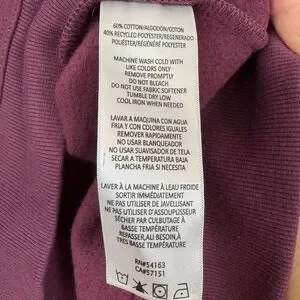 60% COTTON/ALGODÓN/COTON
40% RECYCLED POLYESTER/REGENERADO
POLIÉSTER/RÉGÉNÉRÉ POLYESTER
MACHINE WASH COLD WITH
LIKE COLORS ONLY
REMOVE PROMPTLY
DO NOT BLEACH
DO NOT USE FABRIC SOFTENER
TUMBLE DRY LOW
COOL IRON WHEN NEEDED
LAVAR A MAQUINA CON AGUA
FRIA Y CON COLORES IGUALES
REMOVER RAPIDAMENTE
NO USAR BLANQUEADOR
NO USAR SUAVISADOR DE TELA
SECAR A TEMPERATURA BAJA
PLANCHA FRIA SI NECESITA
LAVER À LA MACHINE À L'EAU FROIDE
SORTIR IMMÉDIATEMENT
NE PAS UTILISER DE JAVELLISANT
NE PAS UTILISER D'ASSOUPLISSEUR
SÉCHER PAR CULBUTAGE À
BASSE TEMPÉRATURE
REPASSER,AU BESOIN,À
TRES BASSE TEMPÉRATURE
RN#54163
CA#57151